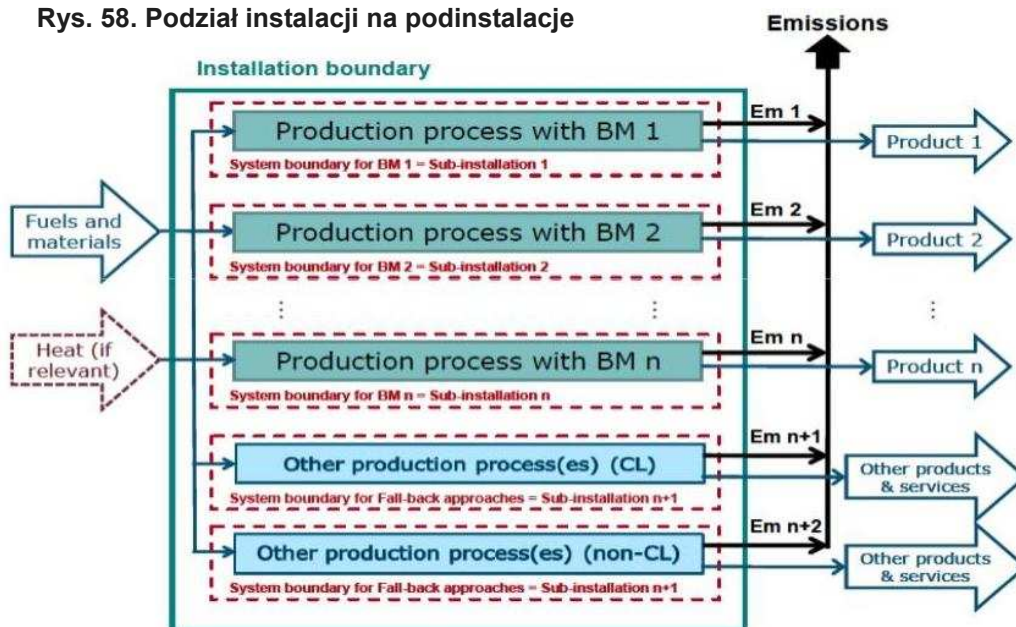 Rys. 58. Podział instalacji na podinstalacje
Emissions
Installation boundary
Em 1
Production process with BM 1
Product 1
System boundary for BM 1 = Sub-installation 1
Fuels and
materials
Em 2
Production process with BM 2
Product 2
System boundary for BM 2 = Sub-installation 2
Heat (if
relevant)
Em n
Production process with BM n
Product n
System boundary for BM n = Sub-installation n
Em n+1
Other production process(es) (CL)
Other products
& services
System boundary for Fall-back approaches = Sub-installation n+1
Em n+2
Other production process(es) (non-CL)
Other products
& services
System boundary for Fall-back approaches = Sub-installation n+1